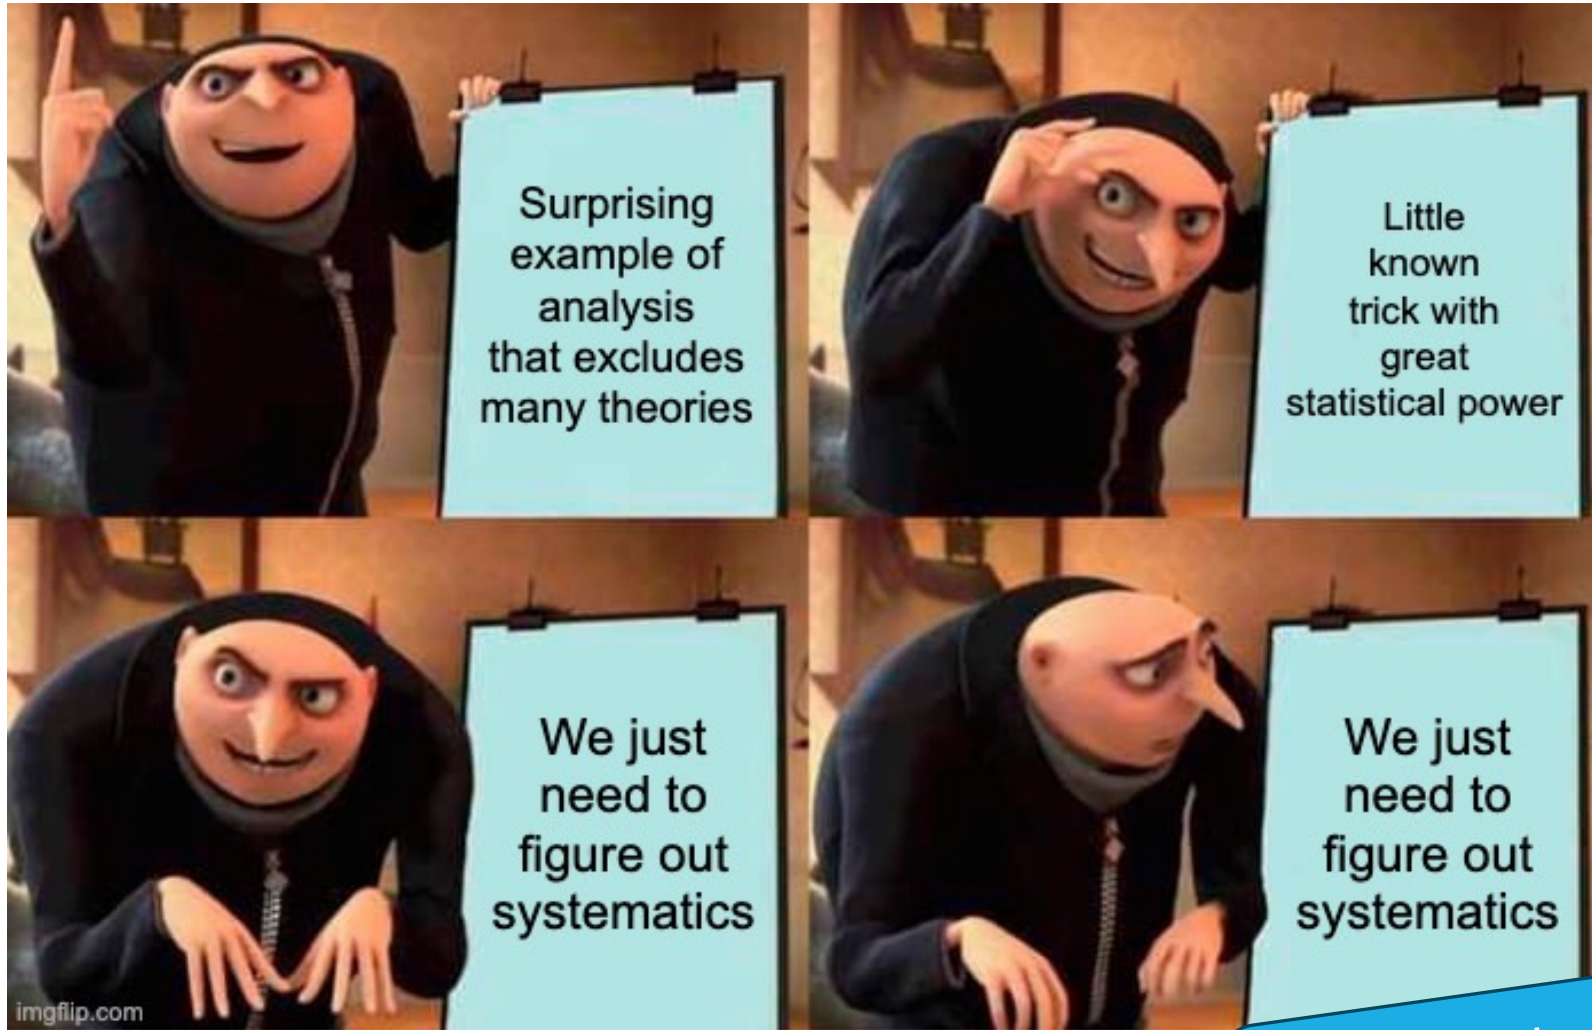 Surprising
example of
analysis
that excludes
many theories
Little
known
trick with
great
statistical power
We just
need to
figure out
systematics
We just
need to
figure out
systematics
imgflip.com